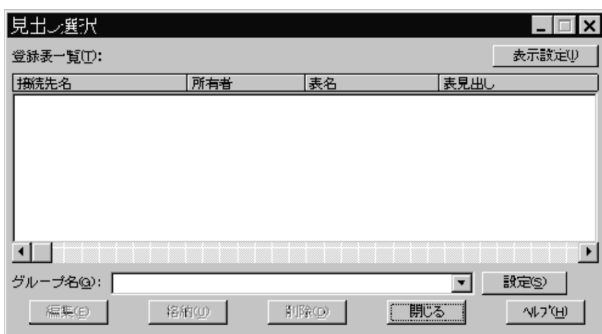 見出し選択
登録表一覧(T):
表示設定(I)
接続先名 所有者 表名 表見出し
グループ名(G):
設定(S)
編集(E) 格納(U) 削除(D) 閉じる ヘルプ(H)